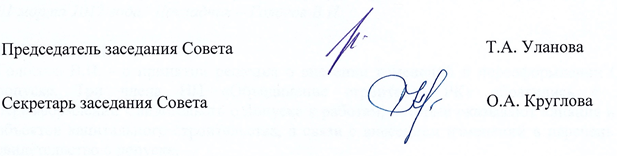 Председатель заседания Совета Т.А. Уланова
Секретарь заседания Совета О.А. Круглова